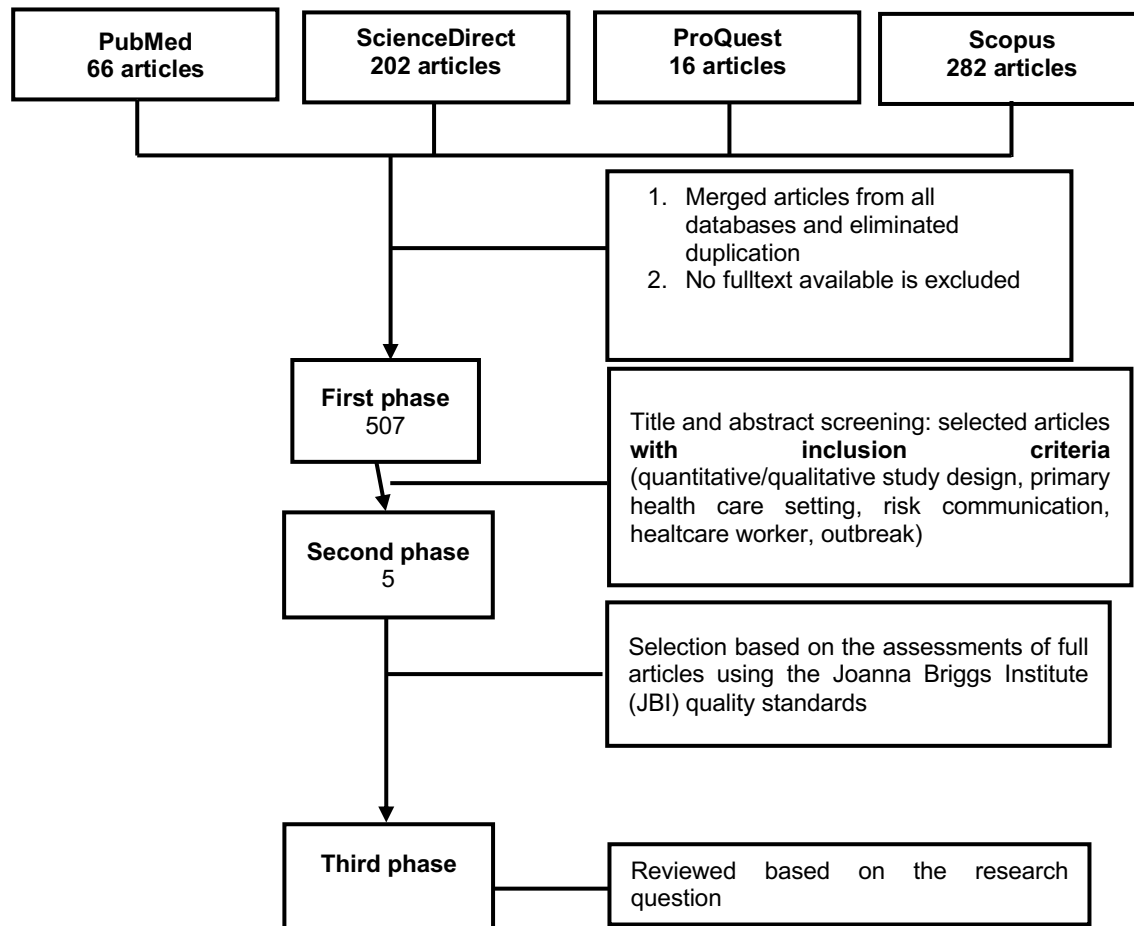 PubMed
66 articles
ScienceDirect
202 articles
ProQuest
16 articles
Scopus
282 articles
1. Merged articles from all
databases and eliminated
duplication
2. No fulltext available is excluded
First phase
507
Title and abstract screening: selected articles
with inclusion criteria
(quantitative/qualitative study design, primary
health care setting, risk communication,
healtcare worker, outbreak)
Second phase
5
Selection based on the assessments of full
articles using the Joanna Briggs Institute
(JBI) quality standards
Third phase
Reviewed based on the research
question